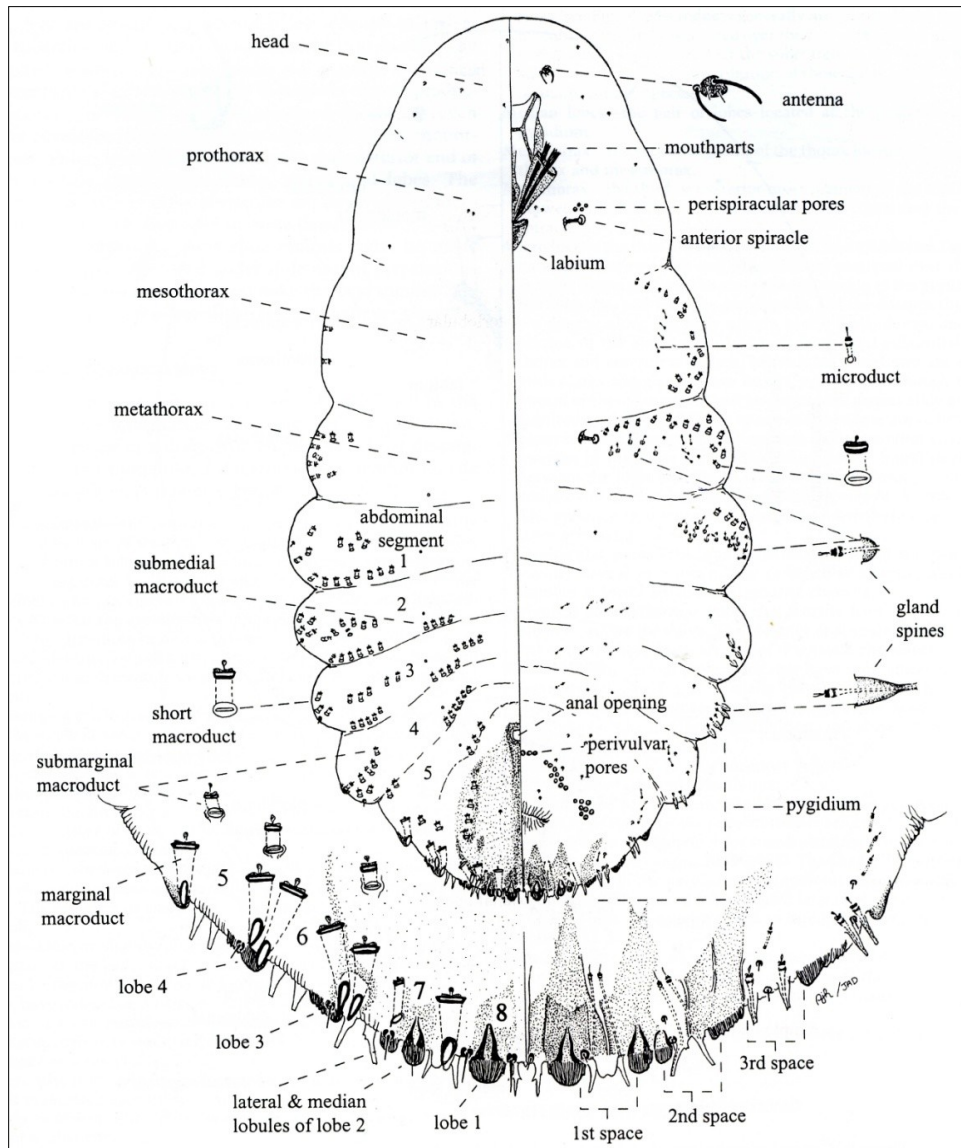 head
antenna
mouthparts
prothorax
perispiracular pores
anterior spiracle
labium
mesothorax
microduct
metathorax
abdominal
segment
1
submedial
macroduct
2
gland
spines
3
short
macroduct
anal opening
4
submarginal
macroduct
perivulvar
pores
5
pygidium
marginal
macroduct
5
6
lobe 4
7
8
lobe 3
3rd space
lateral & median
lobules of lobe 2
lobe 1
1st space
2nd space